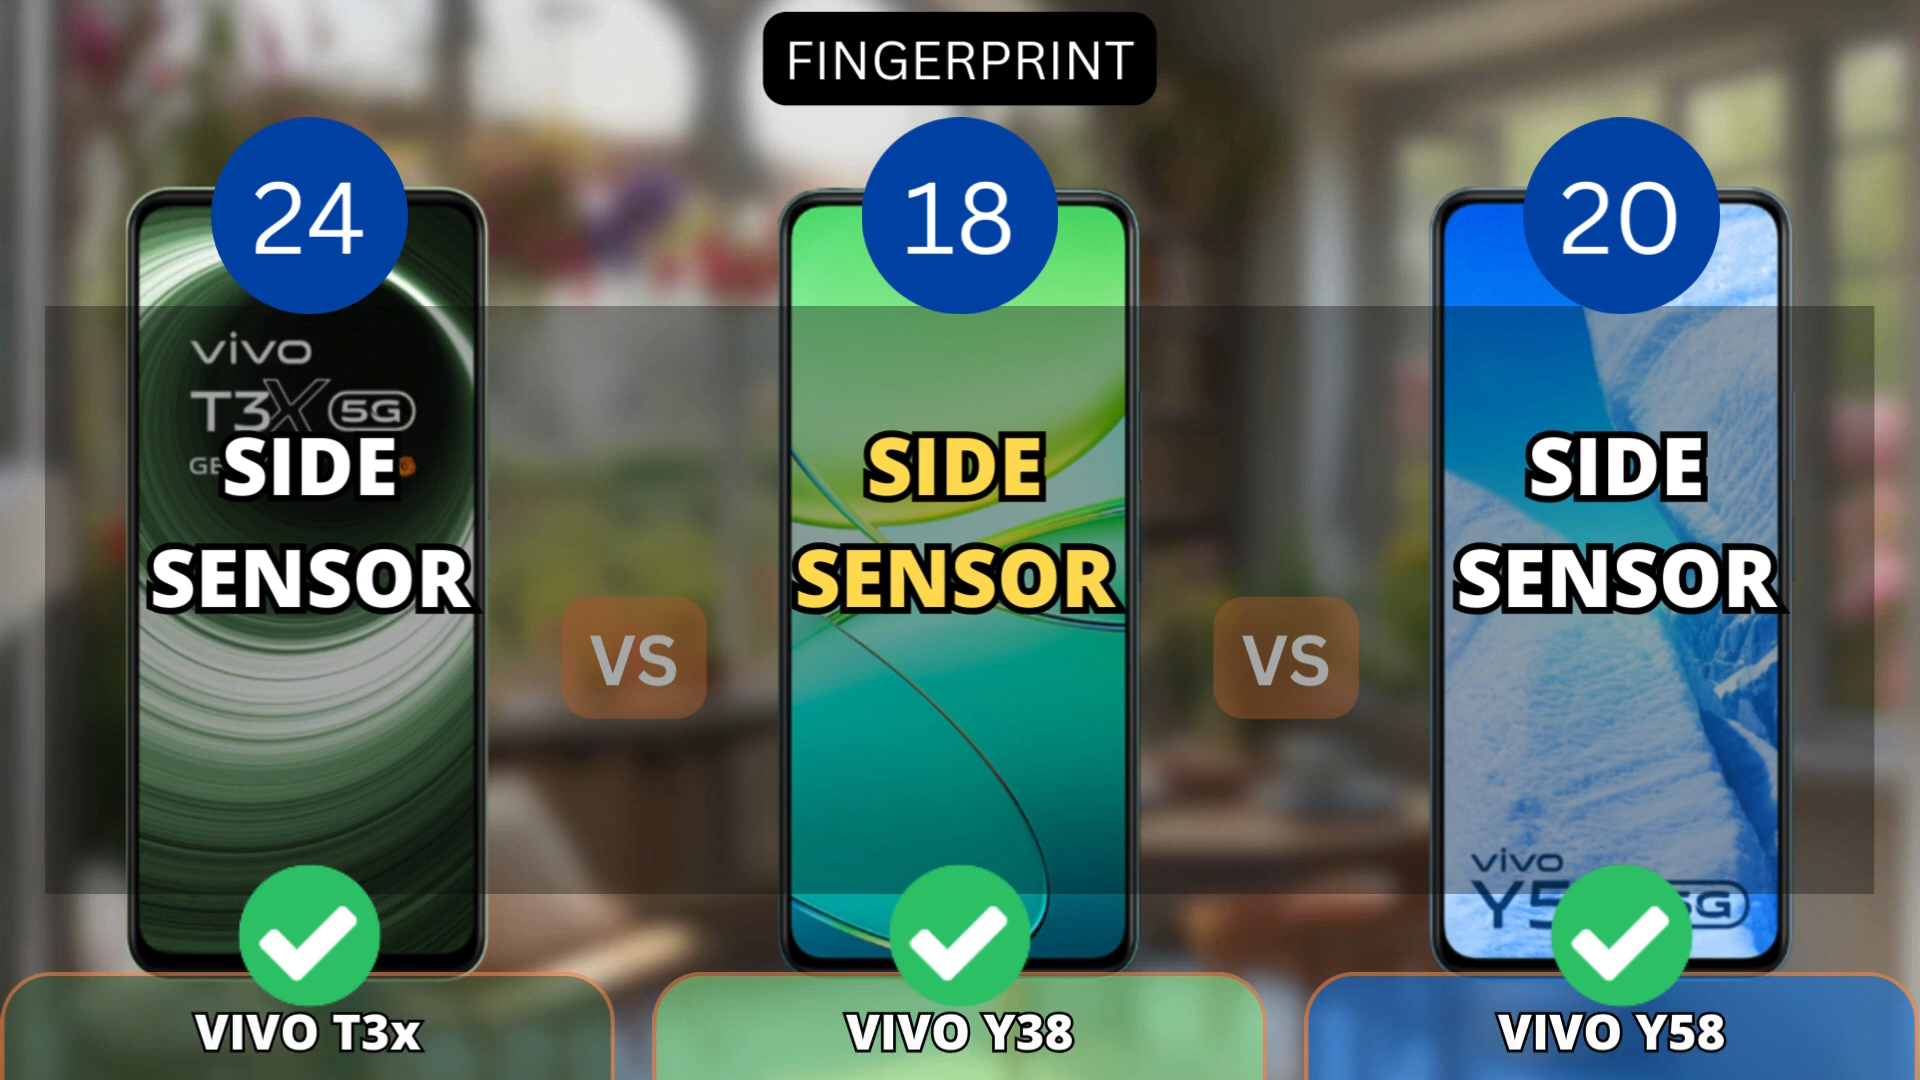 FINGERPRINT
24
18
20
vivo
T3X 5G
SIDE
SENSOR
SIDE
SENSOR
SIDE
SENSOR
VS
VS
vivo
5G
VIVO T3x
VIVO Y38
VIVO Y58